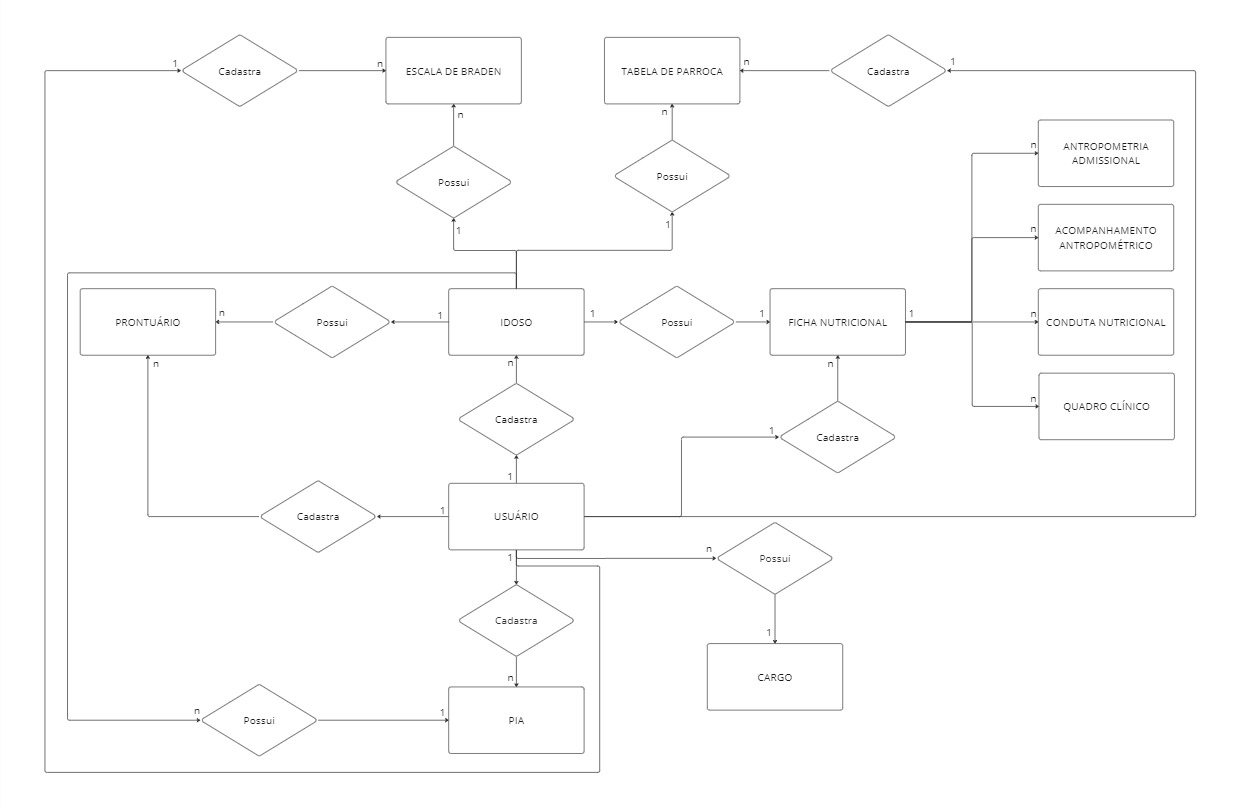 1
Cadastra
n
ESCALA DE BRADEN
TABELA DE PARROCA
n
Cadastra
1
n
n
Possui
Possui
1
1
n
ANTROPOMETRIA
ADMISSIONAL
n
ACOMPANHAMENTO
ANTROPOMÉTRICO
PRONTUÁRIO
n
Possui
1
IDOSO
1
Possui
1
FICHA NUTRICIONAL
1
n
CONDUTA NUTRICIONAL
n
n
n
n
QUADRO CLÍNICO
Cadastra
1
Cadastra
1
Cadastra
1
USUÁRIO
1
n
Possui
Cadastra
1
CARGO
n
n
Possui
1
PIA